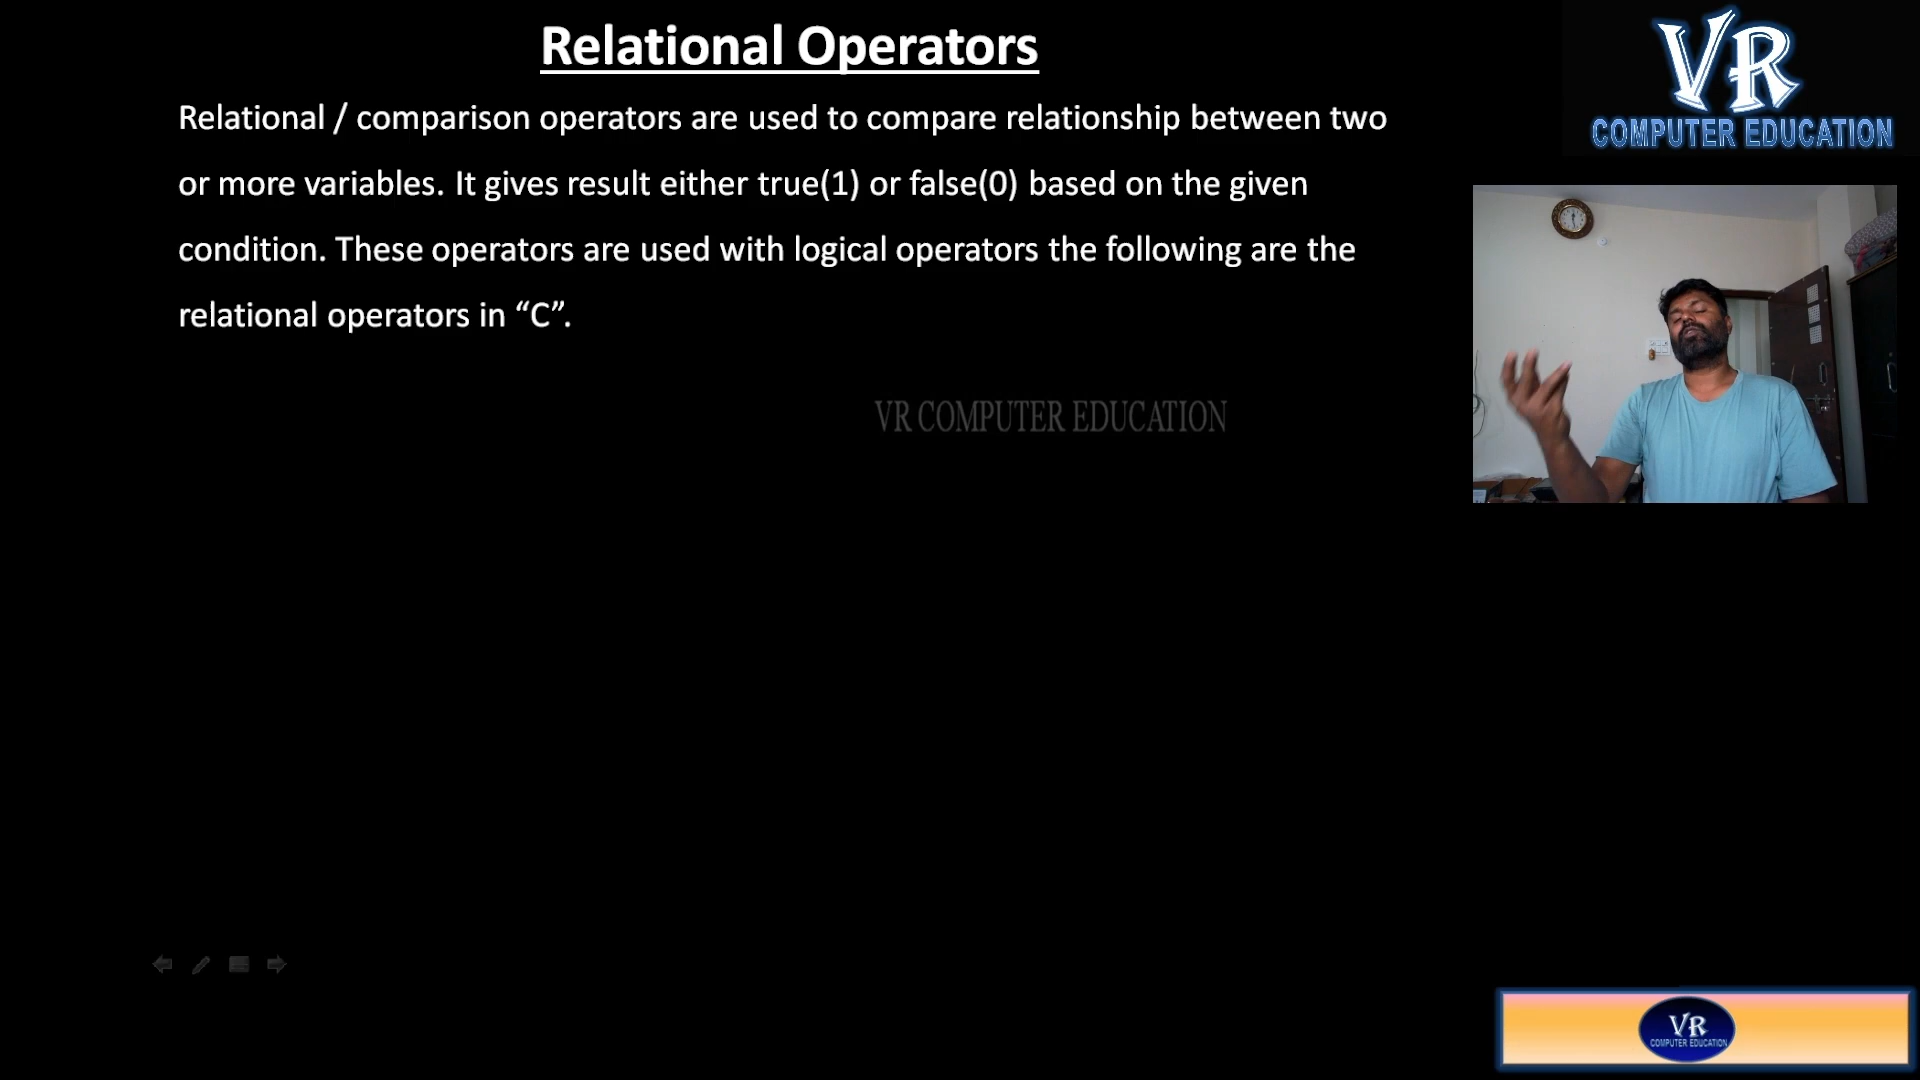 Relational Operators
Relational / comparison operators are used to compare relationship between two
or more variables. It gives result either true(1) or false(0) based on the given
condition. These operators are used with logical operators the following are the
relational operators in “C”.
VR
COMPUTER EDUCATION
VR COMPUTER EDUCATION
VR
COMPUTER EDUCATION